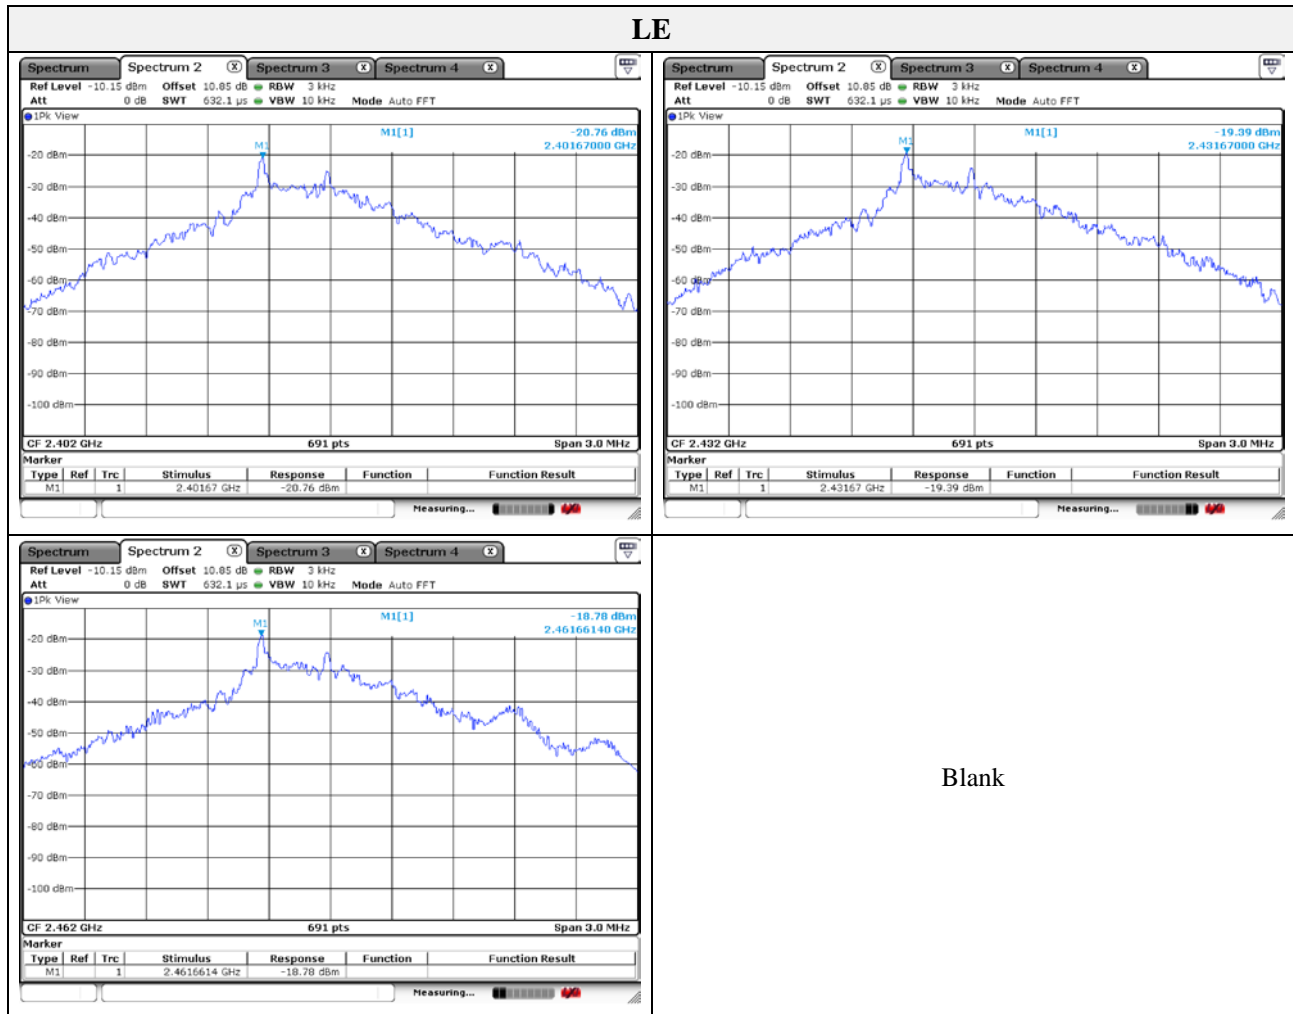 LE
Spectrum Spectrum 2 X Spectrum 3 X Spectrum 4 X
Ref Level -10.15 dBm Offset 10.85 dB RBW 3 kHz
Att 0 dB SWT 632.1 µs VBW 10 kHz Mode Auto FFT
1Pk View
M1[1] -20.76 dBm
2.40167000 GHz
M1
-20 dBm
-30 dBm
-40 dBm
-50 dBm
-60 dBm
-70 dBm
-80 dBm
-90 dBm
-100 dBm
CF 2.402 GHz 691 pts Span 3.0 MHz
Marker
Type Ref Trc Stimulus Response Function Function Result
M1 1 2.40167 GHz -20.76 dBm
Measuring...
Spectrum Spectrum 2 X Spectrum 3 X Spectrum 4 X
Ref Level -10.15 dBm Offset 10.85 dB RBW 3 kHz
Att 0 dB SWT 632.1 µs VBW 10 kHz Mode Auto FFT
1Pk View
M1[1] -19.39 dBm
2.43167000 GHz
M1
-20 dBm
-30 dBm
-40 dBm
-50 dBm
-60 dBm
-70 dBm
-80 dBm
-90 dBm
-100 dBm
CF 2.432 GHz 691 pts Span 3.0 MHz
Marker
Type Ref Trc Stimulus Response Function Function Result
M1 1 2.43167 GHz -19.39 dBm
Measuring...
Spectrum Spectrum 2 X Spectrum 3 X Spectrum 4 X
Ref Level -10.15 dBm Offset 10.85 dB RBW 3 kHz
Att 0 dB SWT 632.1 µs VBW 10 kHz Mode Auto FFT
1Pk View
M1[1] -18.78 dBm
2.46166140 GHz
M1
-20 dBm
-30 dBm
-40 dBm
-50 dBm
-60 dBm
-70 dBm
-80 dBm
-90 dBm
-100 dBm
CF 2.462 GHz 691 pts Span 3.0 MHz
Marker
Type Ref Trc Stimulus Response Function Function Result
M1 1 2.4616614 GHz -18.78 dBm
Measuring...
Blank